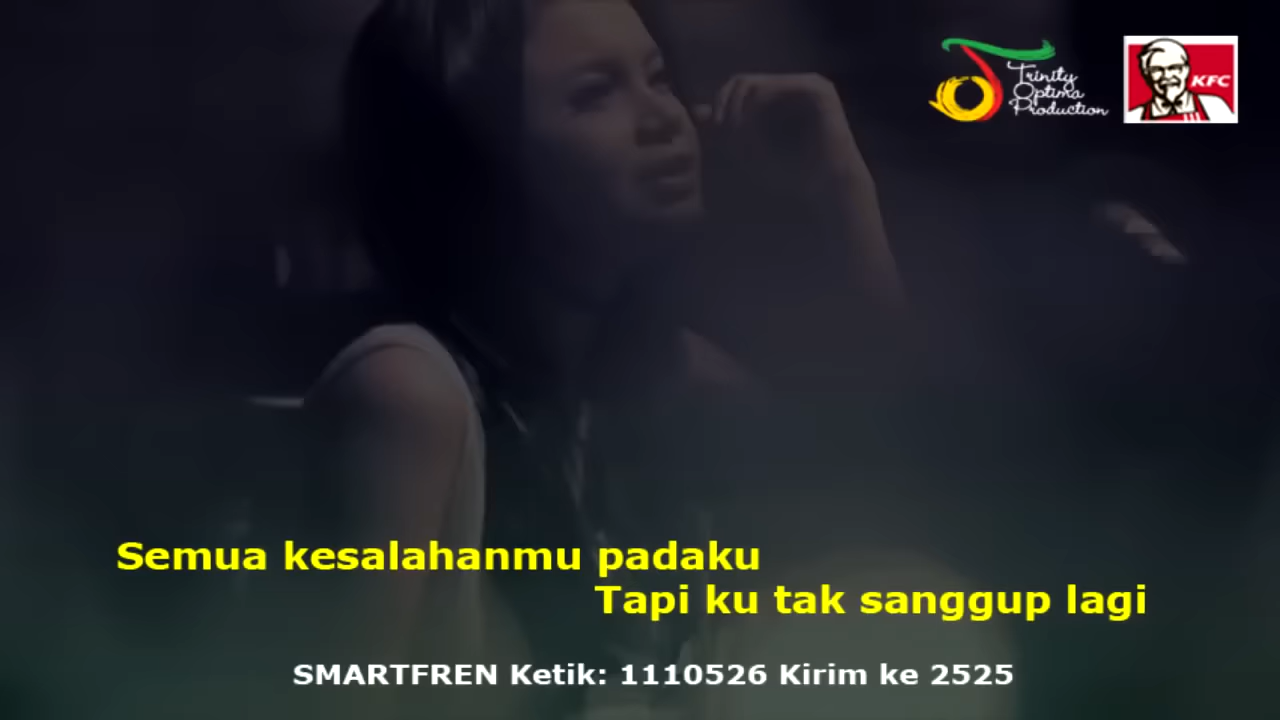 Trinity
Optima
Production
KFC
Semua kesalahanmu padaku
Tapi ku tak sanggup lagi
SMARTFREN Ketik: 1110526 Kirim ke 2525